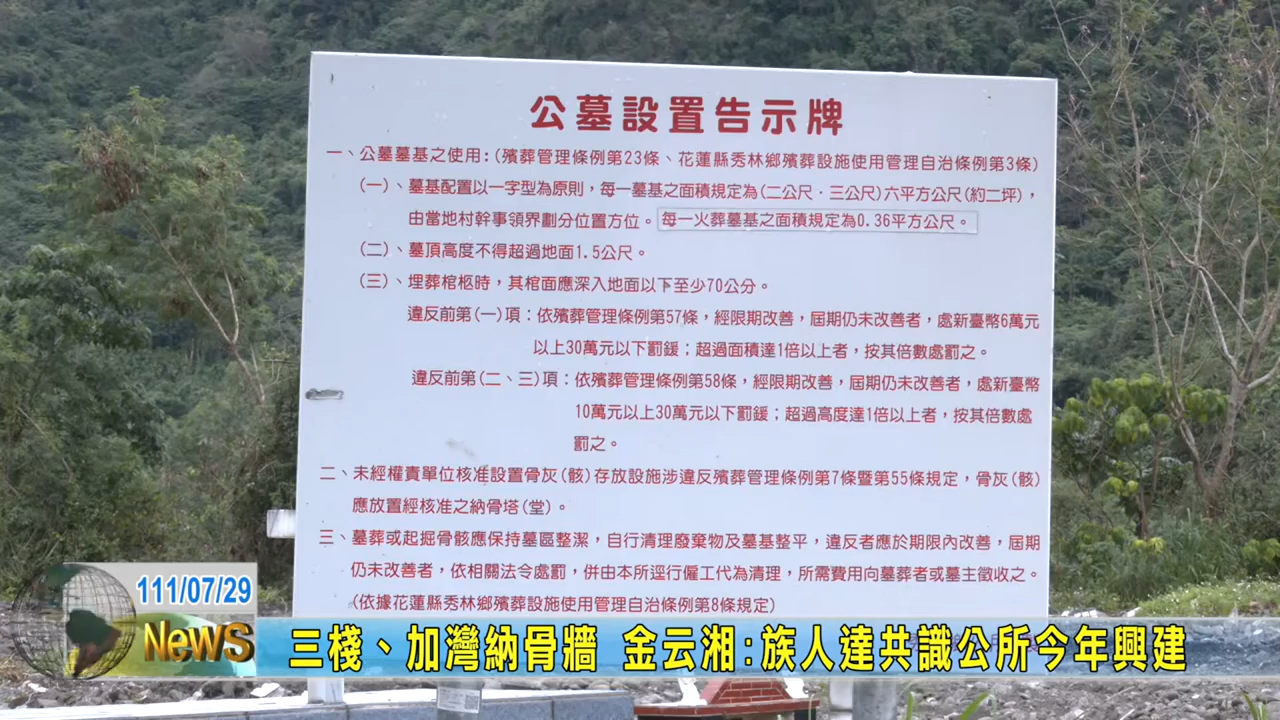 公墓設置告示牌
一、公墓墓基之使用:(殯葬管理條例第23條、花蓮縣秀林鄉殯葬設施使用管理自治條例第3條)
(一)、墓基配置以一字型為原則，每一墓基之面積規定為(二公尺‧三公尺)六平方公尺(約二坪)，
由當地村幹事領界劃分位置方位。每一火葬墓基之面積規定為0.36平方公尺。
(二)、墓頂高度不得超過地面1.5公尺。
(三)、埋葬棺柩時，其棺面應深入地面以下至少70公分。
違反前第(一)項：依殯葬管理條例第57條，經限期改善，屆期仍未改善者，處新臺幣6萬元
以上30萬元以下罰鍰；超過面積達1倍以上者，按其倍數處罰之。
違反前第(二、三)項：依殯葬管理條例第58條，經限期改善，屆期仍未改善者，處新臺幣
10萬元以上30萬元以下罰鍰；超過高度達1倍以上者，按其倍數處
罰之。
二、未經權責單位核准設置骨灰(骸)存放設施涉違反殯葬管理條例第7條暨第55條規定，骨灰(骸)
應放置經核准之納骨塔(堂)。
三、墓葬或起掘骨骸應保持墓區整潔，自行清理廢棄物及墓基整平，違反者應於期限內改善，屆期
仍未改善者，依相關法令處罰，併由本所逕行僱工代為清理，所需費用向墓葬者或墓主徵收之。
(依據花蓮縣秀林鄉殯葬設施使用管理自治條例第8條規定)
111/07/29
NewS
三棧、加灣納骨牆 金云湘:族人達共識公所今年興建